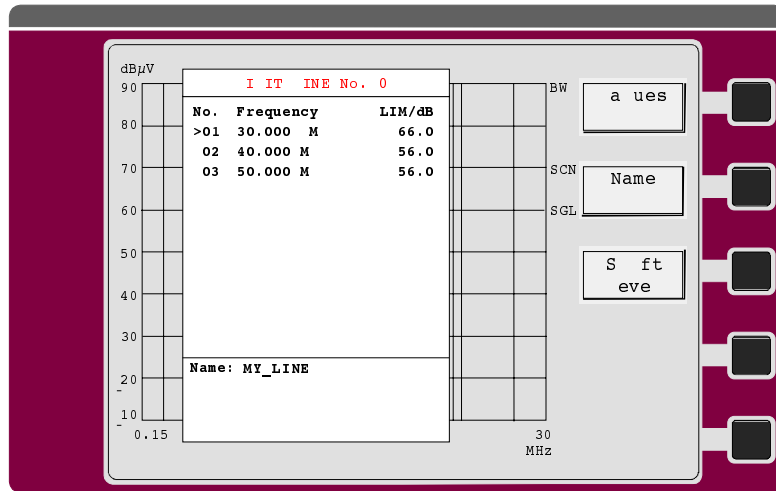 dBµV
90
80
70
60
50
40
30
20
10
0.15
30
MHz
I IT INE No. 0
No. Frequency LIM/dB
>01 30.000 M 66.0
02 40.000 M 56.0
03 50.000 M 56.0
Name: MY_LINE
BW
SCN
SGL
a ues
Name
S ft
eve